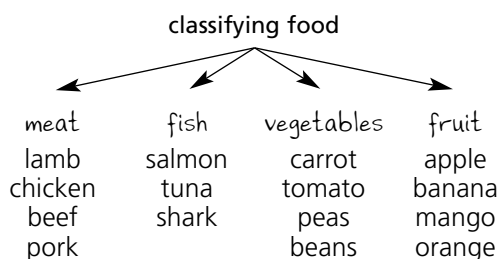 classifying food
meat fish vegetables fruit
lamb salmon carrot apple
chicken tuna tomato banana
beef shark peas mango
pork beans orange